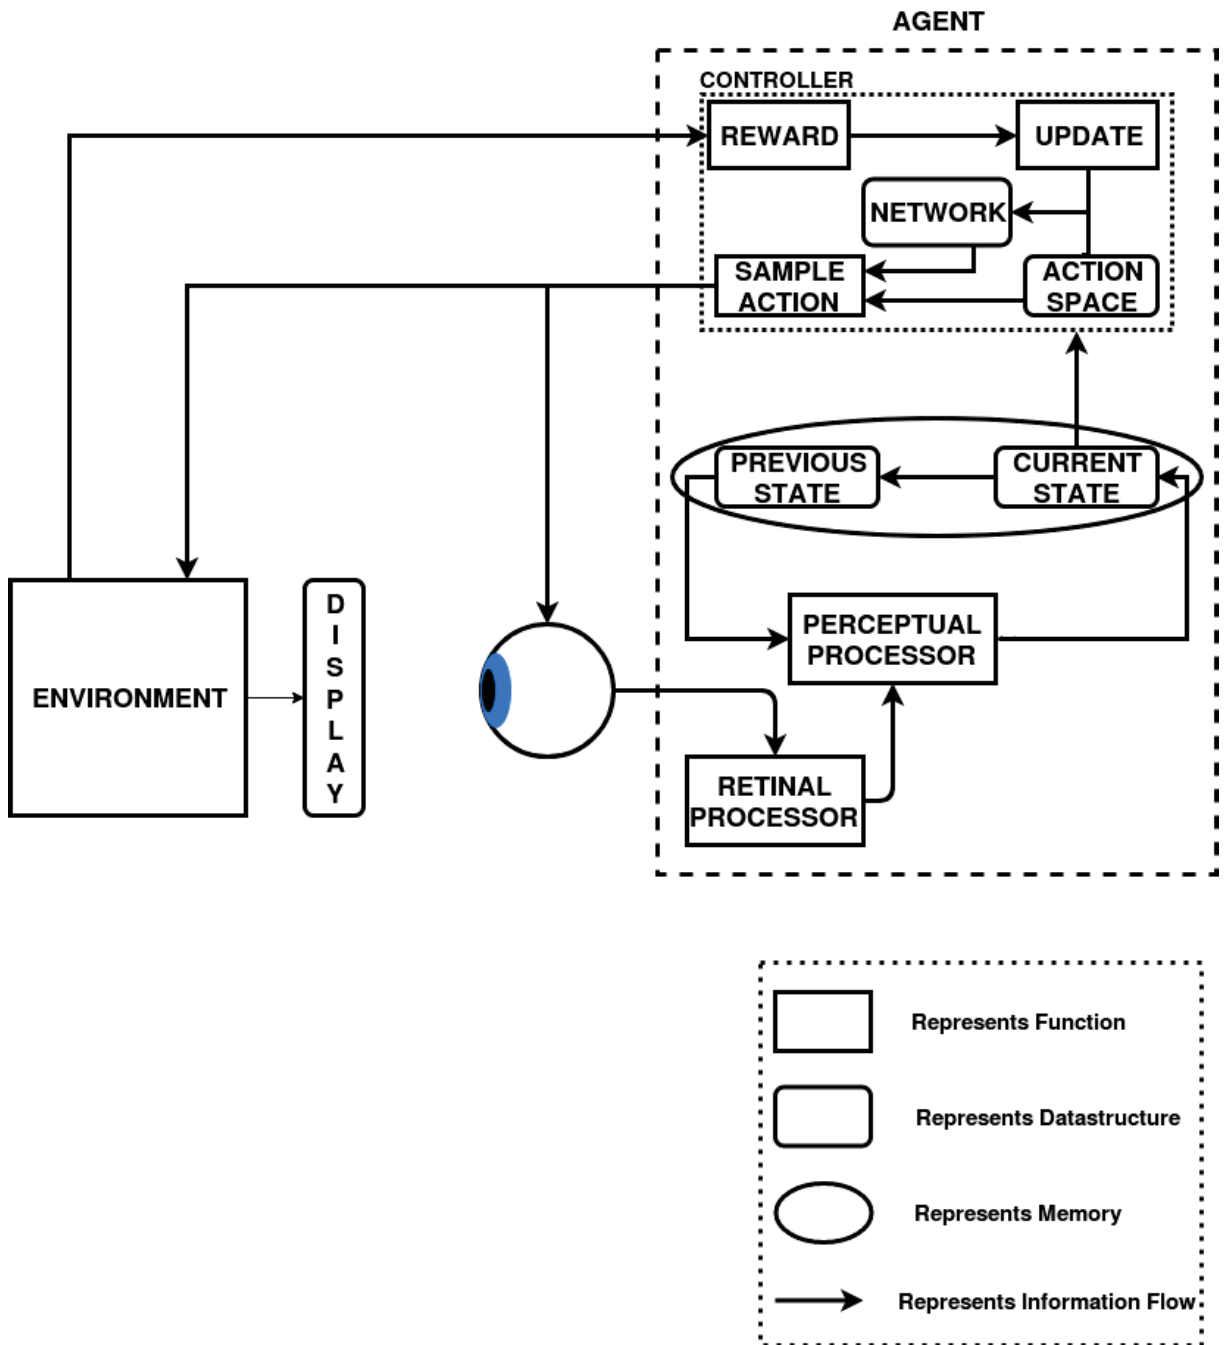 AGENT
CONTROLLER
REWARD
UPDATE
NETWORK
SAMPLE
ACTION
ACTION
SPACE
PREVIOUS
STATE
CURRENT
STATE
PERCEPTUAL
PROCESSOR
ENVIRONMENT
D
I
S
P
L
A
Y
RETINAL
PROCESSOR
Represents Function
Represents Datastructure
Represents Memory
Represents Information Flow